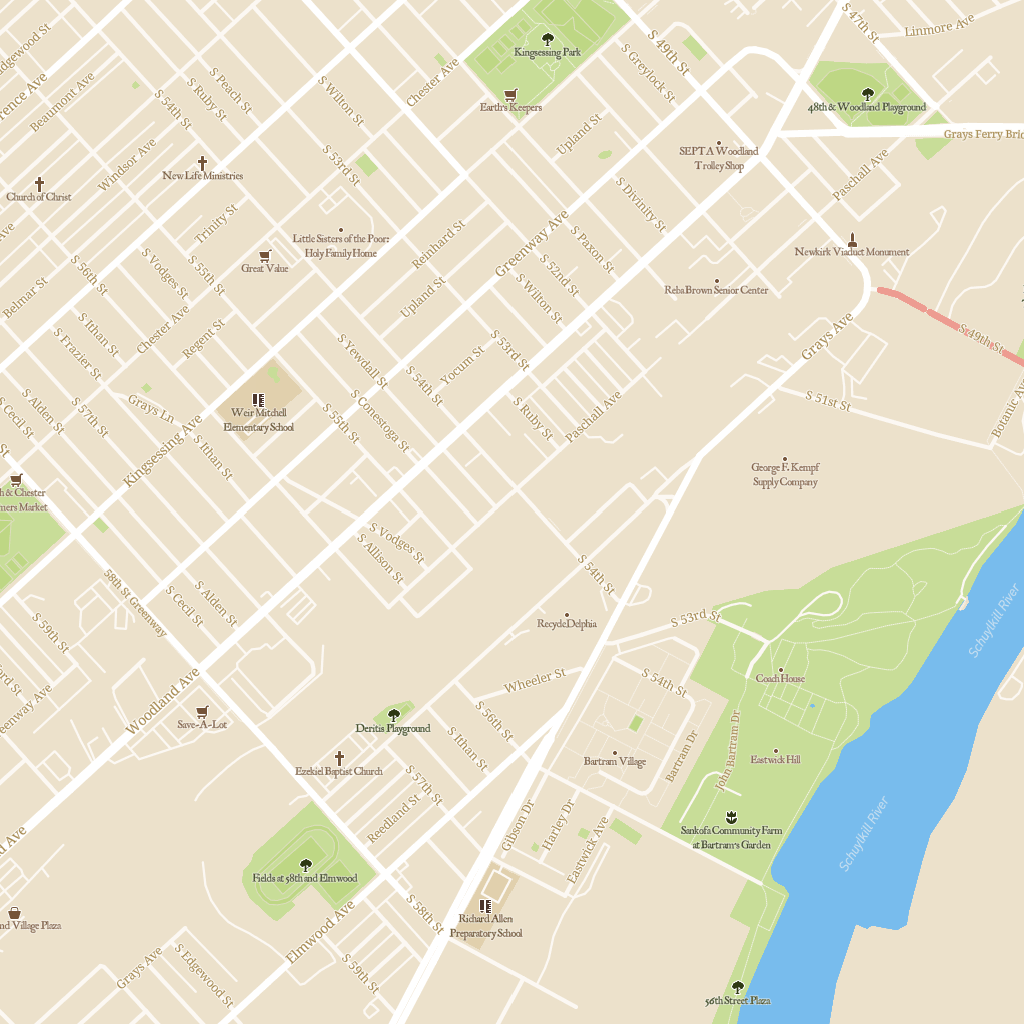 S 47th St
Linmore Ave
Edgewood St
S 49th St
Kingsessing Park
S Greylock St
Chester Ave
S Peach St
S Ruby St
S 54th St
Beaumont Ave
S Wilton St
Earth's Keepers
48th & Woodland Playground
Upland St
Grays Ferry
SEPTA Woodland
Trolley Shop
Windsor Ave
New Life Ministries
S 53rd St
Paschall Ave
Church of Christ
S Divinity St
Trinity St
Little Sisters of the Poor:
Holy Family Home
Reinhard St
Greenway Ave
S Paxon St
Newkirk Viaduct Monument
Great Value
S Vodges St
S 55th St
S 56th St
S 52nd St
Reba Brown Senior Center
Belmar St
Upland St
S Wilton St
S Ithan St
Chester Ave
Regent St
Grays Ave
S 49th St
S Frazier St
S Yewdall St
Yocum St
S 53rd St
S 54th St
Botanic Ave
S Cecil St
S Alden St
S 57th St
Grays Ln
Weir Mitchell
Elementary School
S 55th St
S Conestoga St
S Ruby St
Paschall Ave
S 51st St
Kingsessing Ave
S Ithan St
George F. Kempf
Supply Company
& Chester
S Vodges St
S Allison St
S 54th St
58th St Greenway
S Cecil St
S Alden St
S 59th St
RecycleDelphia
S 53rd St
Schuylkill River
Coach House
Wheeler St
S 54th St
Woodland Ave
Save-A-Lot
Deritis Playground
S 56th St
S Ithan St
John Bartram Dr
Bartram Dr
Bartram Village
Eastwick Hill
Ezekiel Baptist Church
S 57th St
Reedland St
Gibson Dr
Harley Dr
Eastwick Ave
Sankofa Community Farm
at Bartram's Garden
Schuylkill River
Fields at 58th and Elmwood
Village Plaza
Richard Allen
Preparatory School
S 58th St
Elmwood Ave
Grays Ave
S Edgewood St
S 59th St
56th Street Plaza